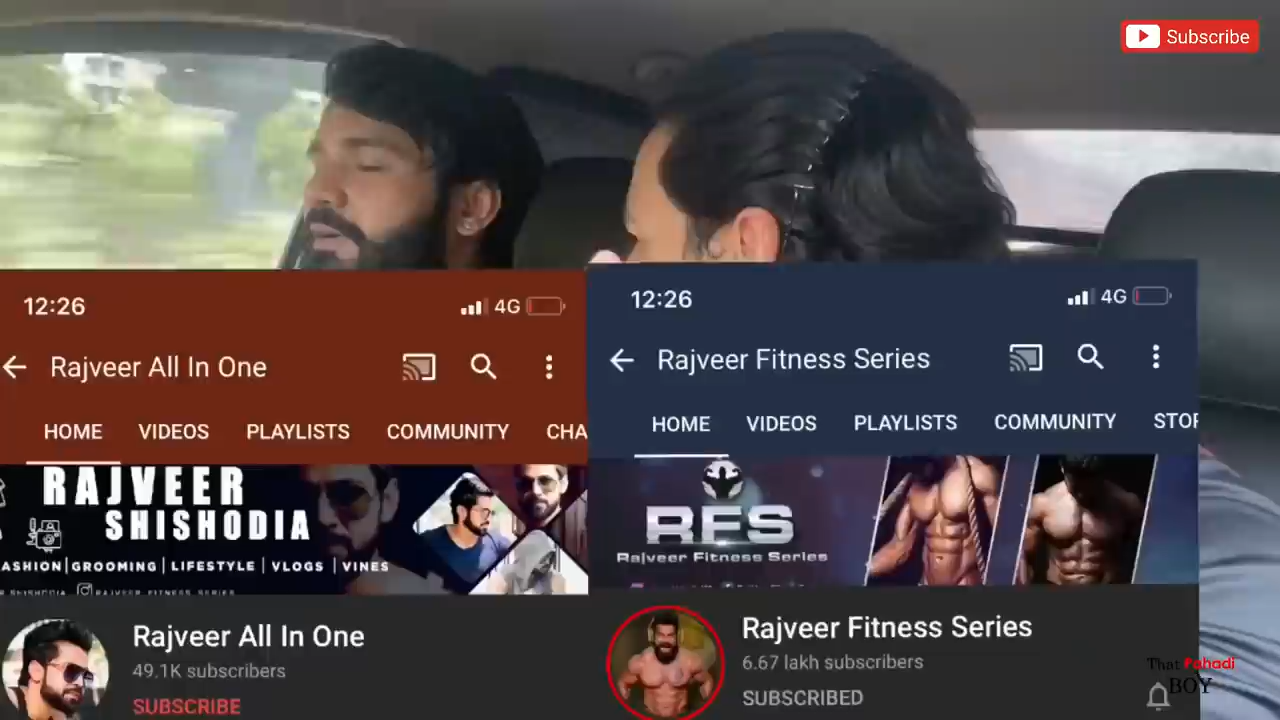 Subscribe
12:26
4G
Rajveer All In One
HOME VIDEOS PLAYLISTS COMMUNITY CHA
RAJVEER
SHISHODIA
ASHION | GROOMING | LIFESTYLE | VLOGS | VINES
RAJVEER_FITNESS_SERIES
Rajveer All In One
49.1K subscribers
SUBSCRIBE
12:26
4G
Rajveer Fitness Series
HOME VIDEOS PLAYLISTS COMMUNITY STOR
RFS
Rajveer Fitness Series
Rajveer Fitness Series
6.67 lakh subscribers
SUBSCRIBED
That Pahadi
BOY